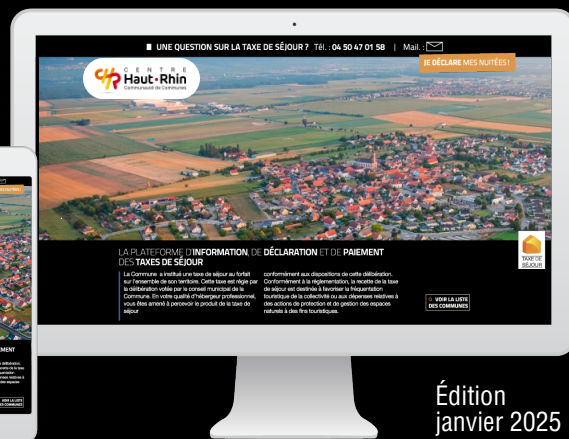 UNE QUESTION SUR LA TAXE DE SÉJOUR ? Tél. : 04 50 47 01 58 | Mail. :
JE DÉCLARE MES NUITÉES !
CENTRE
Haut•Rhin
Communauté de Communes
LA PLATEFORME D'INFORMATION, DE DÉCLARATION ET DE PAIEMENT
DES TAXES DE SÉJOUR
La Commune a institué une taxe de séjour au forfait
sur l'ensemble de son territoire. Cette taxe est régie par
la délibération votée par le conseil municipal de la
Commune. En votre qualité d'hébergeur professionnel,
vous êtes amené à percevoir le produit de la taxe de
séjour
conformément aux dispositions de cette délibération.
Conformément à la réglementation, la recette de la taxe
de séjour est destinée à favoriser la fréquentation
touristique de la collectivité ou aux dépenses relatives à
des actions de protection et de gestion des espaces
naturels à des fins touristiques.
TAXE DE
SÉJOUR
VOIR LA LISTE
DES COMMUNES
EMENT
VOIR LA LISTE
DES COMMUNES
Édition
janvier 2025